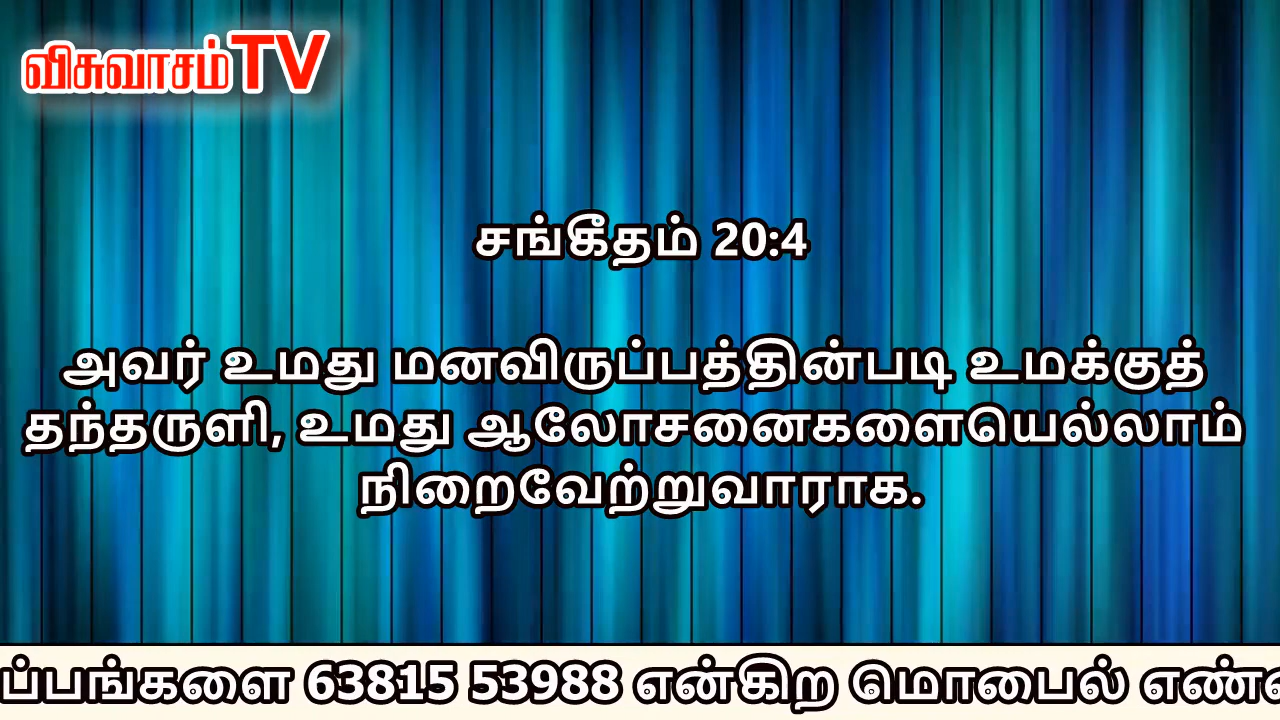 விசுவாசம்TV
சங்கீதம் 20:4
அவர் உமது மனவிருப்பத்தின்படி உமக்குத்
தந்தருளி, உமது ஆலோசனைகளையெல்லாம்
நிறைவேற்றுவாராக.
ப்பங்களை 63815 53988 என்கிற மொபைல்